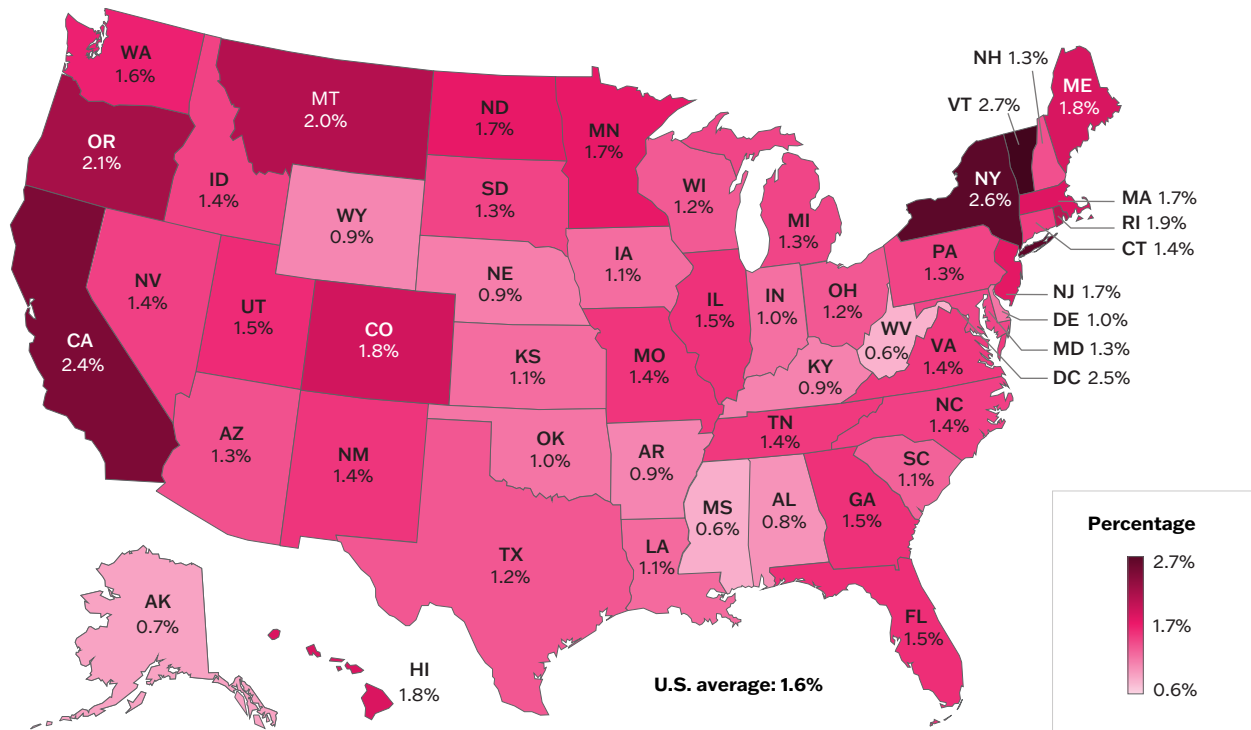 WA
1.6%
OR
2.1%
CA
2.4%
ID
1.4%
NV
1.4%
MT
2.0%
WY
0.9%
UT
1.5%
AZ
1.3%
CO
1.8%
NM
1.4%
ND
1.7%
SD
1.3%
NE
0.9%
KS
1.1%
OK
1.0%
TX
1.2%
MN
1.7%
IA
1.1%
MO
1.4%
AR
0.9%
LA
1.1%
WI
1.2%
IL
1.5%
MI
1.3%
IN
1.0%
OH
1.2%
KY
0.9%
TN
1.4%
MS
0.6%
AL
0.8%
GA
1.5%
FL
1.5%
SC
1.1%
NC
1.4%
VA
1.4%
WV
0.6%
PA
1.3%
NY
2.6%
VT 2.7%
NH 1.3%
ME
1.8%
MA 1.7%
RI 1.9%
CT 1.4%
NJ 1.7%
DE 1.0%
MD 1.3%
DC 2.5%
AK
0.7%
HI
1.8%
U.S. average: 1.6%
Percentage
2.7%
1.7%
0.6%